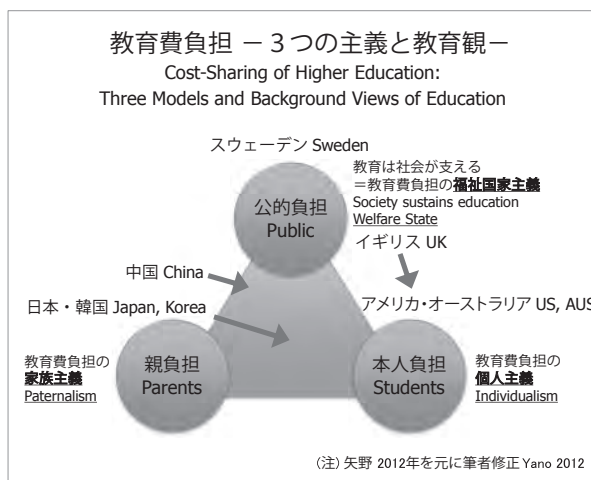 教育費負担 －３つの主義と教育観－
Cost-Sharing of Higher Education:
Three Models and Background Views of Education
スウェーデン Sweden
教育は社会が支える
＝教育費負担の福祉国家主義
Society sustains education
Welfare State
公的負担
Public
イギリス UK
中国 China
日本・韓国 Japan, Korea
アメリカ・オーストラリア US, AUS
教育費負担の
家族主義
Paternalism
親負担
Parents
本人負担
Students
教育費負担の
個人主義
Individualism
(注) 矢野 2012年を元に筆者修正 Yano 2012